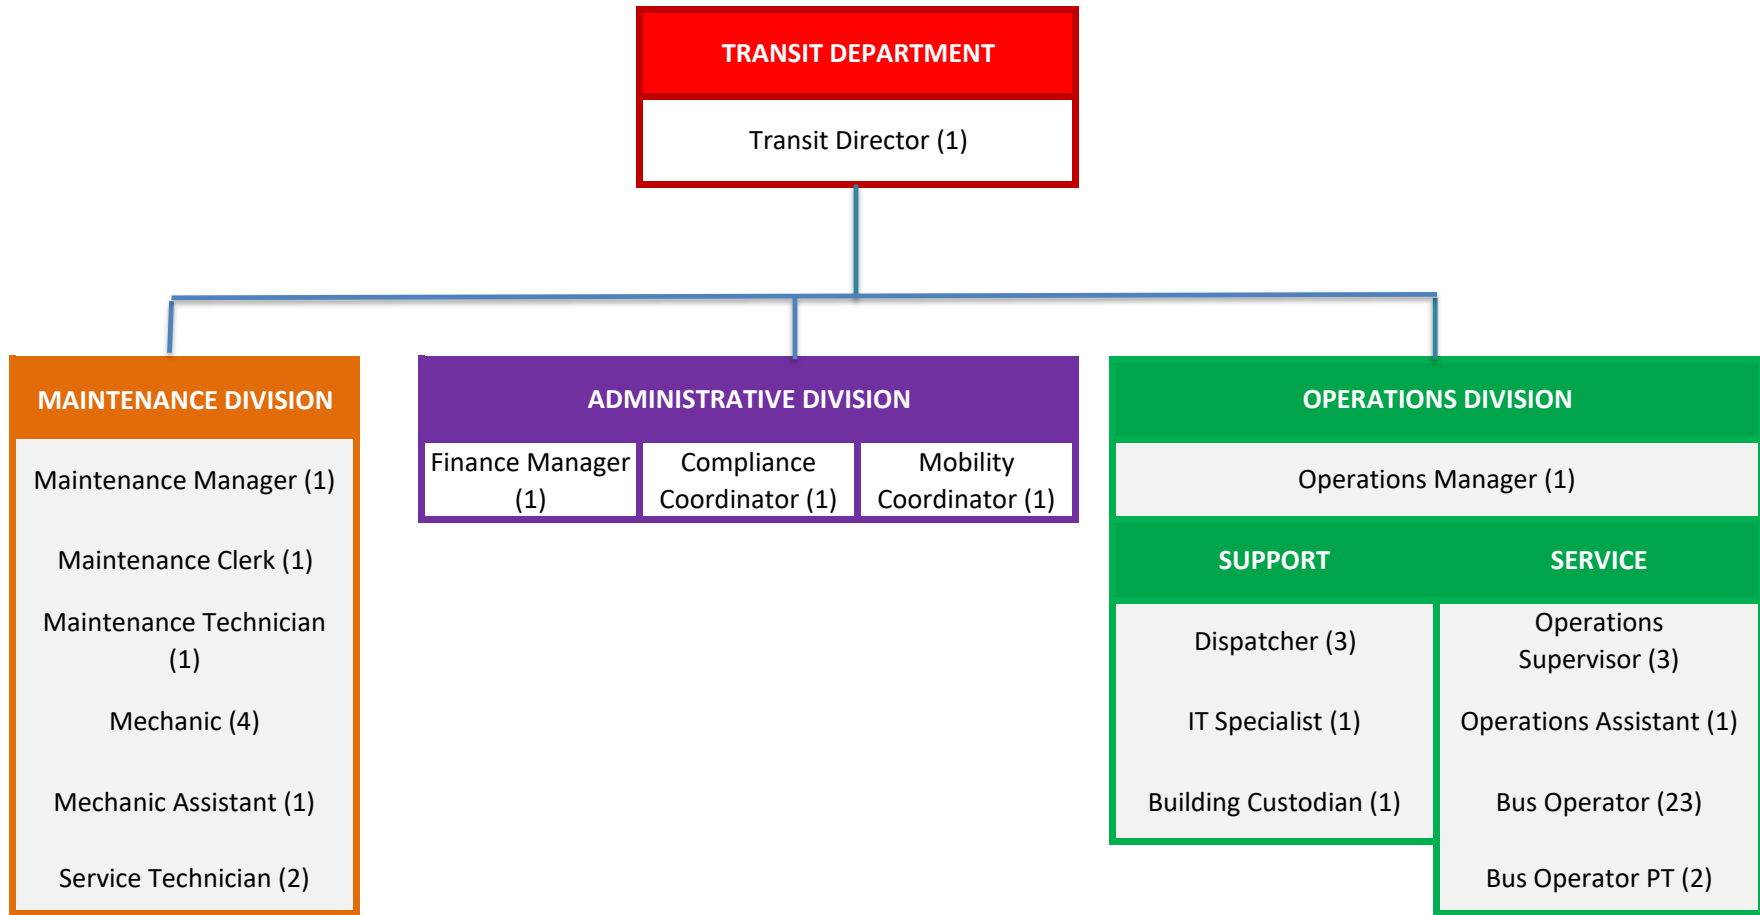 TRANSIT DEPARTMENT
Transit Director (1)
MAINTENANCE DIVISION
Maintenance Manager (1)
Maintenance Clerk (1)
Maintenance Technician
(1)
Mechanic (4)
Mechanic Assistant (1)
Service Technician (2)
ADMINISTRATIVE DIVISION
Finance Manager
(1)
Compliance
Coordinator (1)
Mobility
Coordinator (1)
OPERATIONS DIVISION
Operations Manager (1)
SUPPORT
Dispatcher (3)
IT Specialist (1)
Building Custodian (1)
SERVICE
Operations
Supervisor (3)
Operations Assistant (1)
Bus Operator (23)
Bus Operator PT (2)